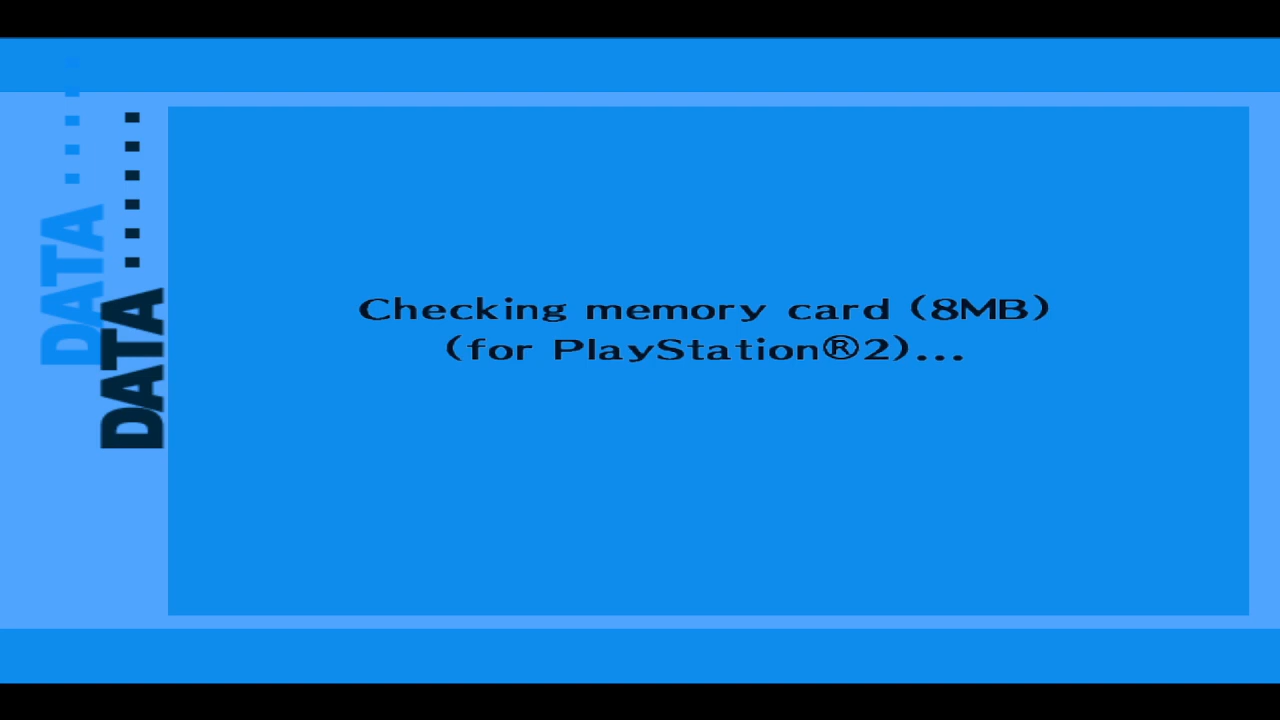 DATA ......
DATA ......
Checking memory card (8MB)
(for PlayStation®2)...